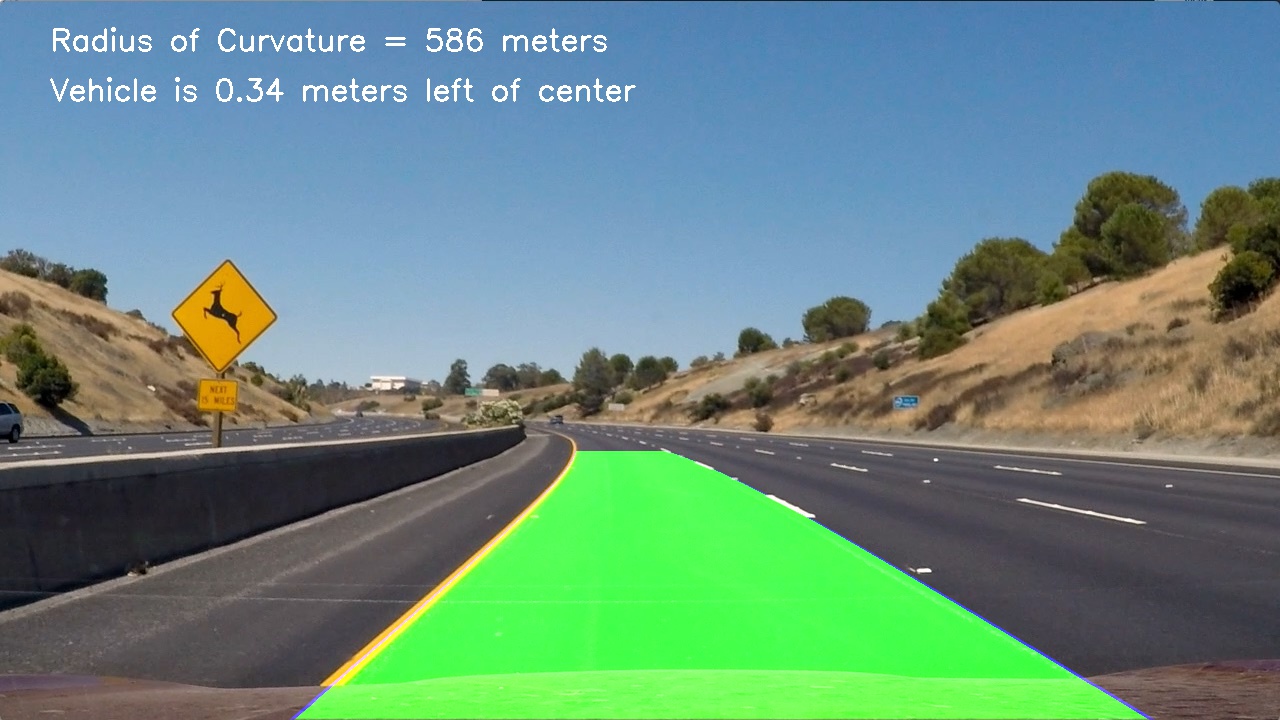 Radius of Curvature = 586 meters
Vehicle is 0.34 meters left of center
NEXT
15 MILES